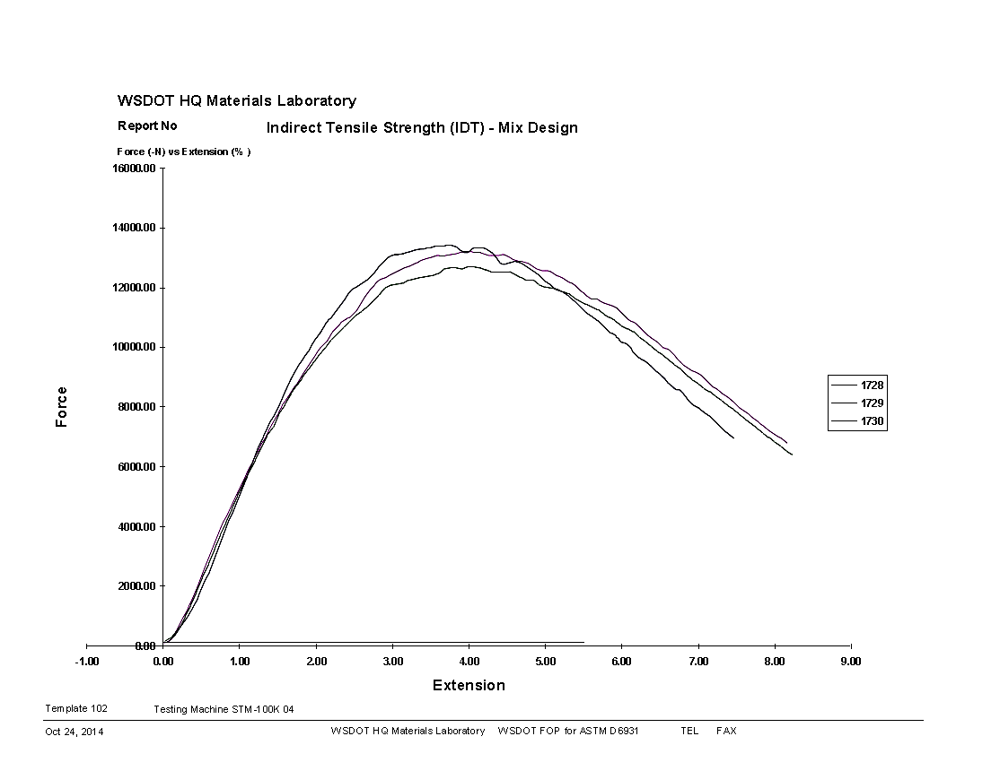 WSDOT HQ Materials Laboratory
Report No Indirect Tensile Strength (IDT) - Mix Design
Force (-N) vs Extension (% )
16000.00
14000.00
12000.00
10000.00
8000.00
6000.00
4000.00
2000.00
0.00
Force
1728
1729
1730
-1.00 0.00 1.00 2.00 3.00 4.00 5.00 6.00 7.00 8.00 9.00
Extension
Template 102 Testing Machine STM-100K 04
Oct 24, 2014 WSDOT HQ Materials Laboratory WSDOT FOP for ASTM D6931 TEL FAX